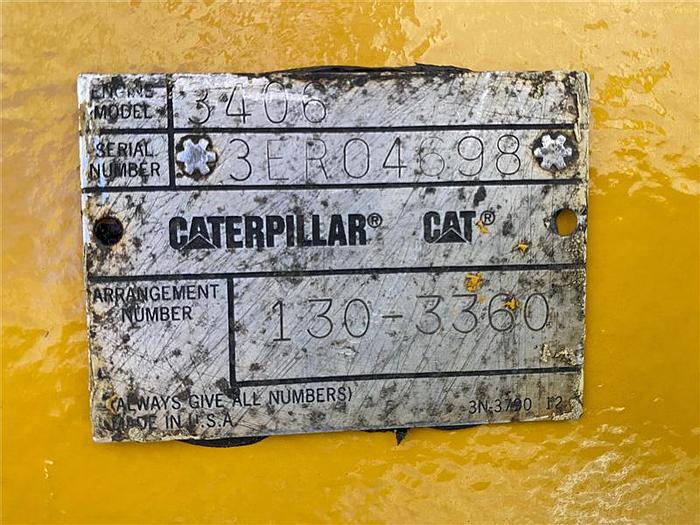 ENGINE MODEL 3406
SERIAL NUMBER 3ER04698
CATERPILLAR® CAT®
ARRANGEMENT NUMBER 130-3360
(ALWAYS GIVE ALL NUMBERS)
MADE IN U.S.A. 3N-3790 12